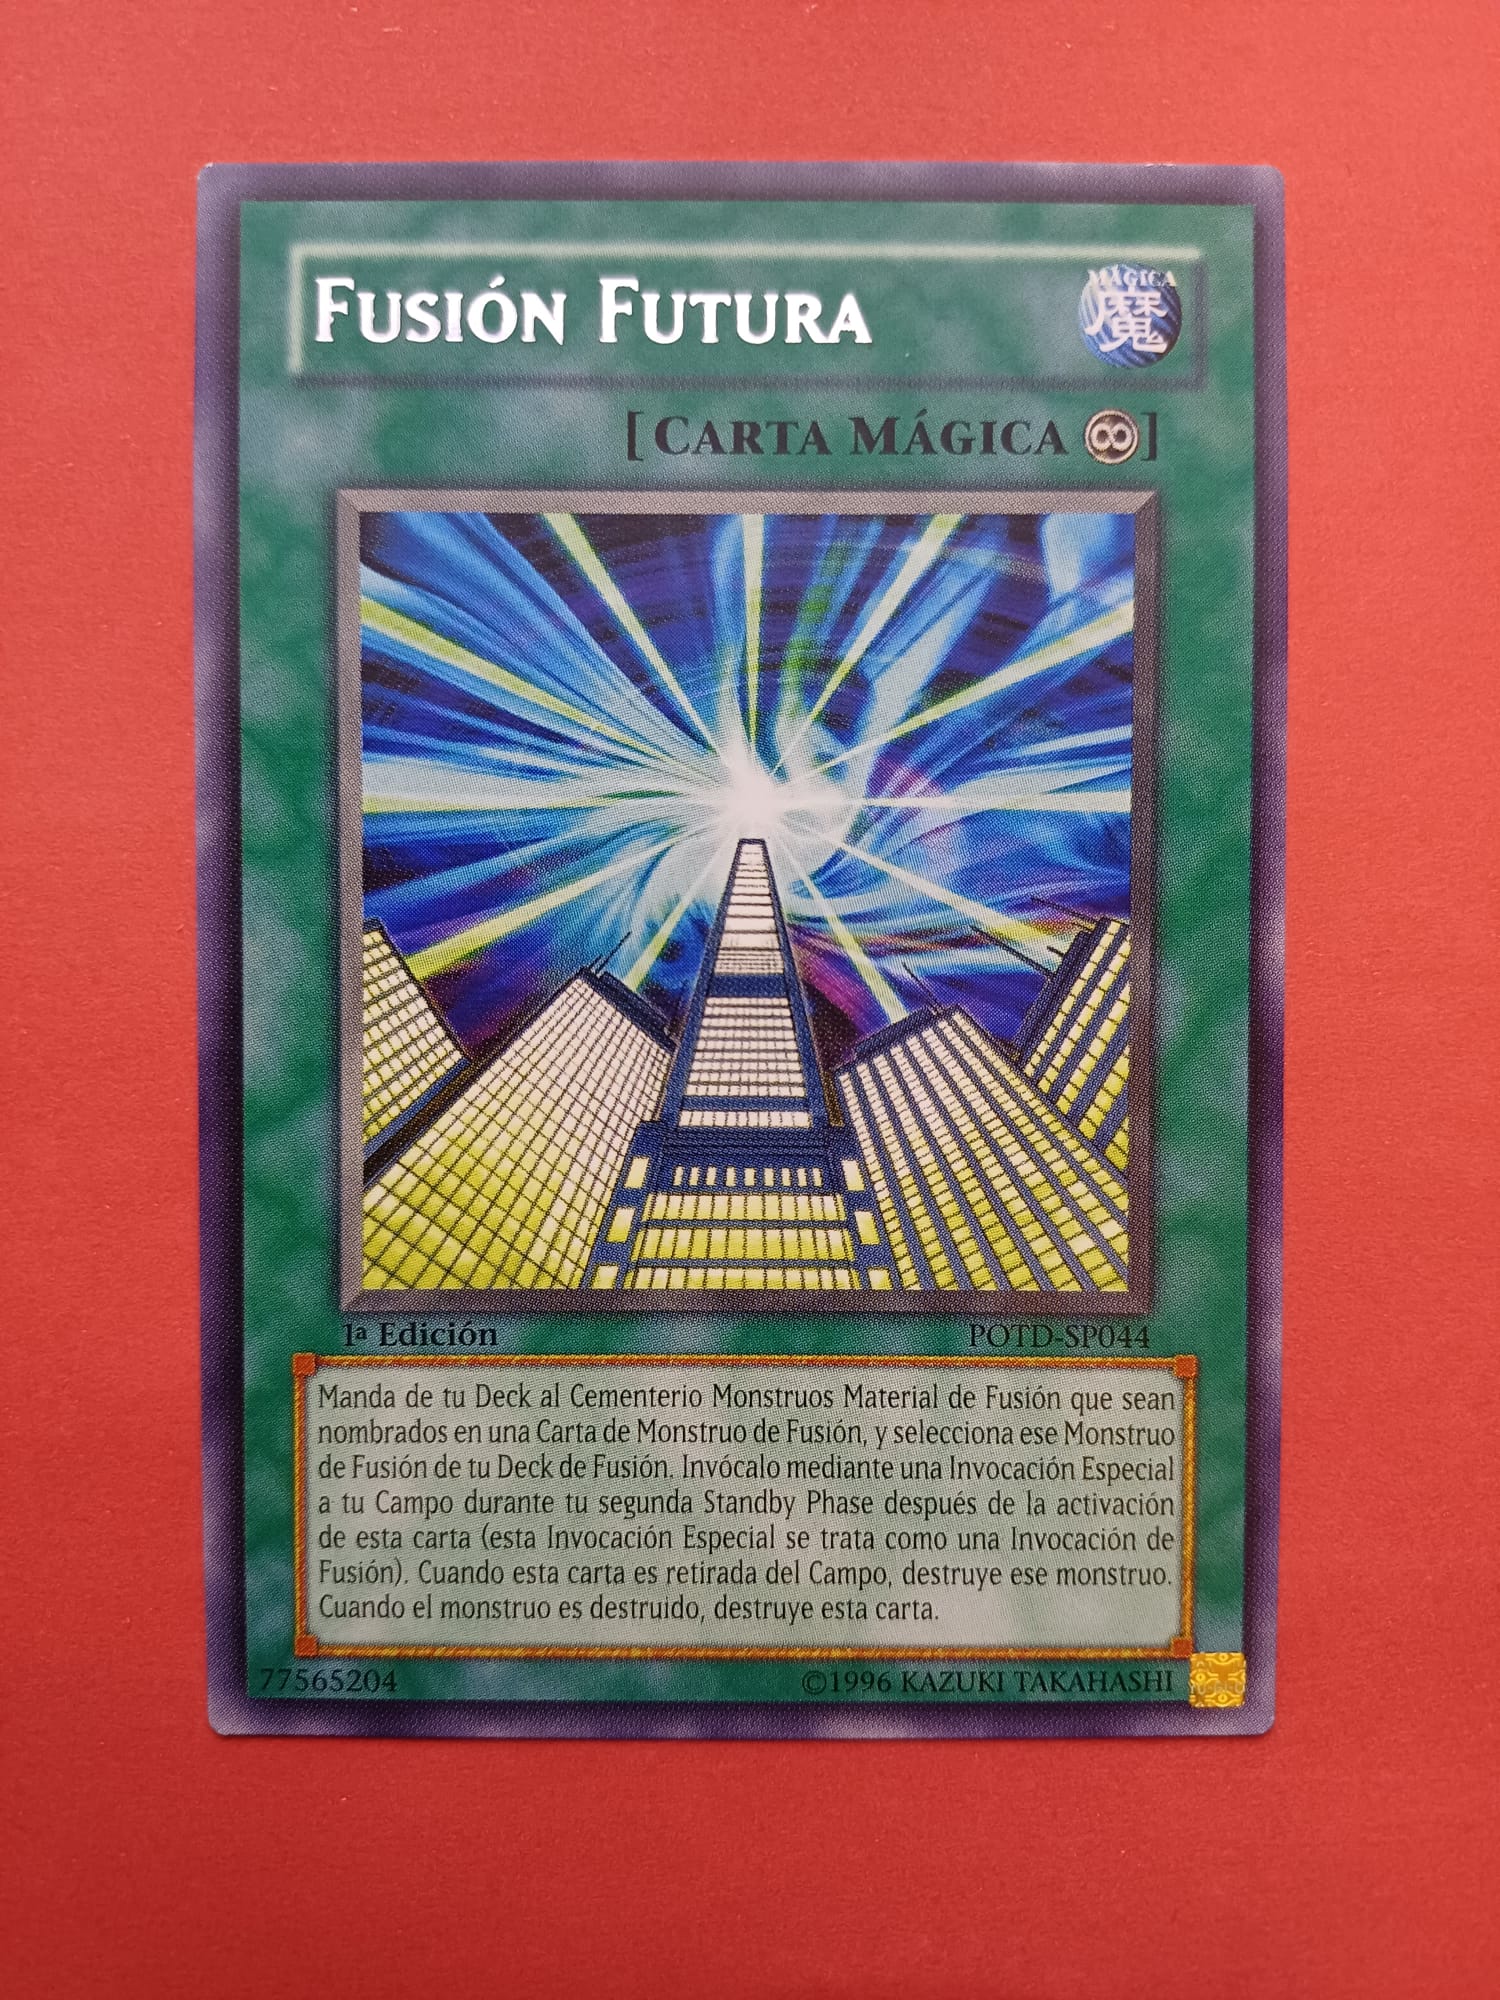 FUSIÓN FUTURA
MÁGICA
魔
[CARTA MÁGICA ]
1ª Edición
POTD-SP044
Manda de tu Deck al Cementerio Monstruos Material de Fusión que sean
nombrados en una Carta de Monstruo de Fusión, y selecciona ese Monstruo
de Fusión de tu Deck de Fusión. Invócalo mediante una Invocación Especial
a tu Campo durante tu segunda Standby Phase después de la activación
de esta carta (esta Invocación Especial se trata como una Invocación de
Fusión). Cuando esta carta es retirada del Campo, destruye ese monstruo.
Cuando el monstruo es destruido, destruye esta carta.
77565204
©1996 KAZUKI TAKAHASHI